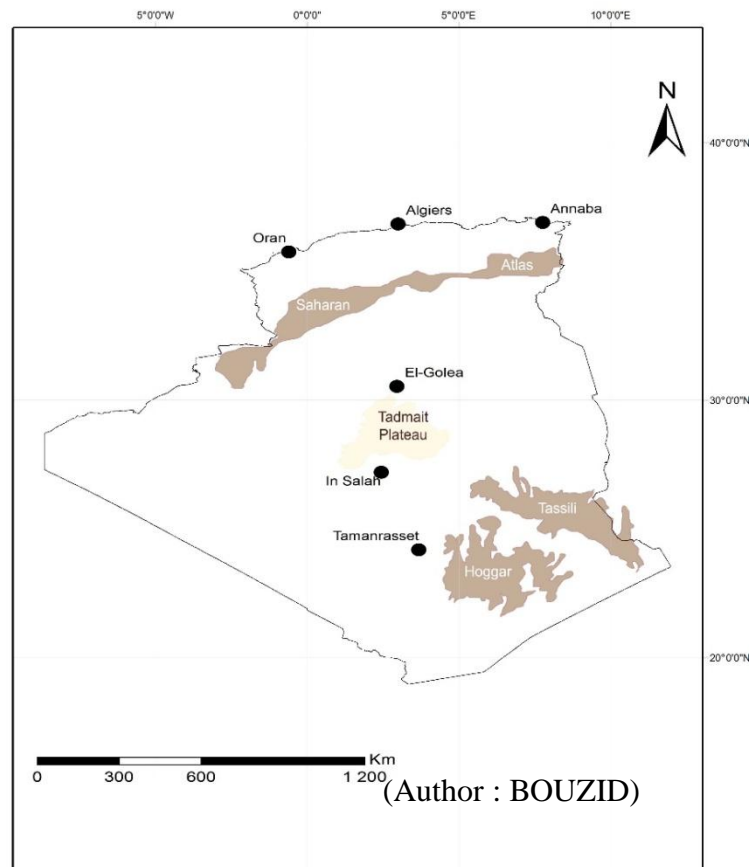 5°0'0"W 0°0'0" 5°0'0"E 10°0'0"E
N
40°0'0"N
Algiers
Annaba
Oran
Atlas
Saharan
El-Golea
30°0'0"N
Tadmait
Plateau
In Salah
Tassili
Tamanrasset
Hoggar
20°0'0"N
Km
0 300 600 1 200
(Author : BOUZID)